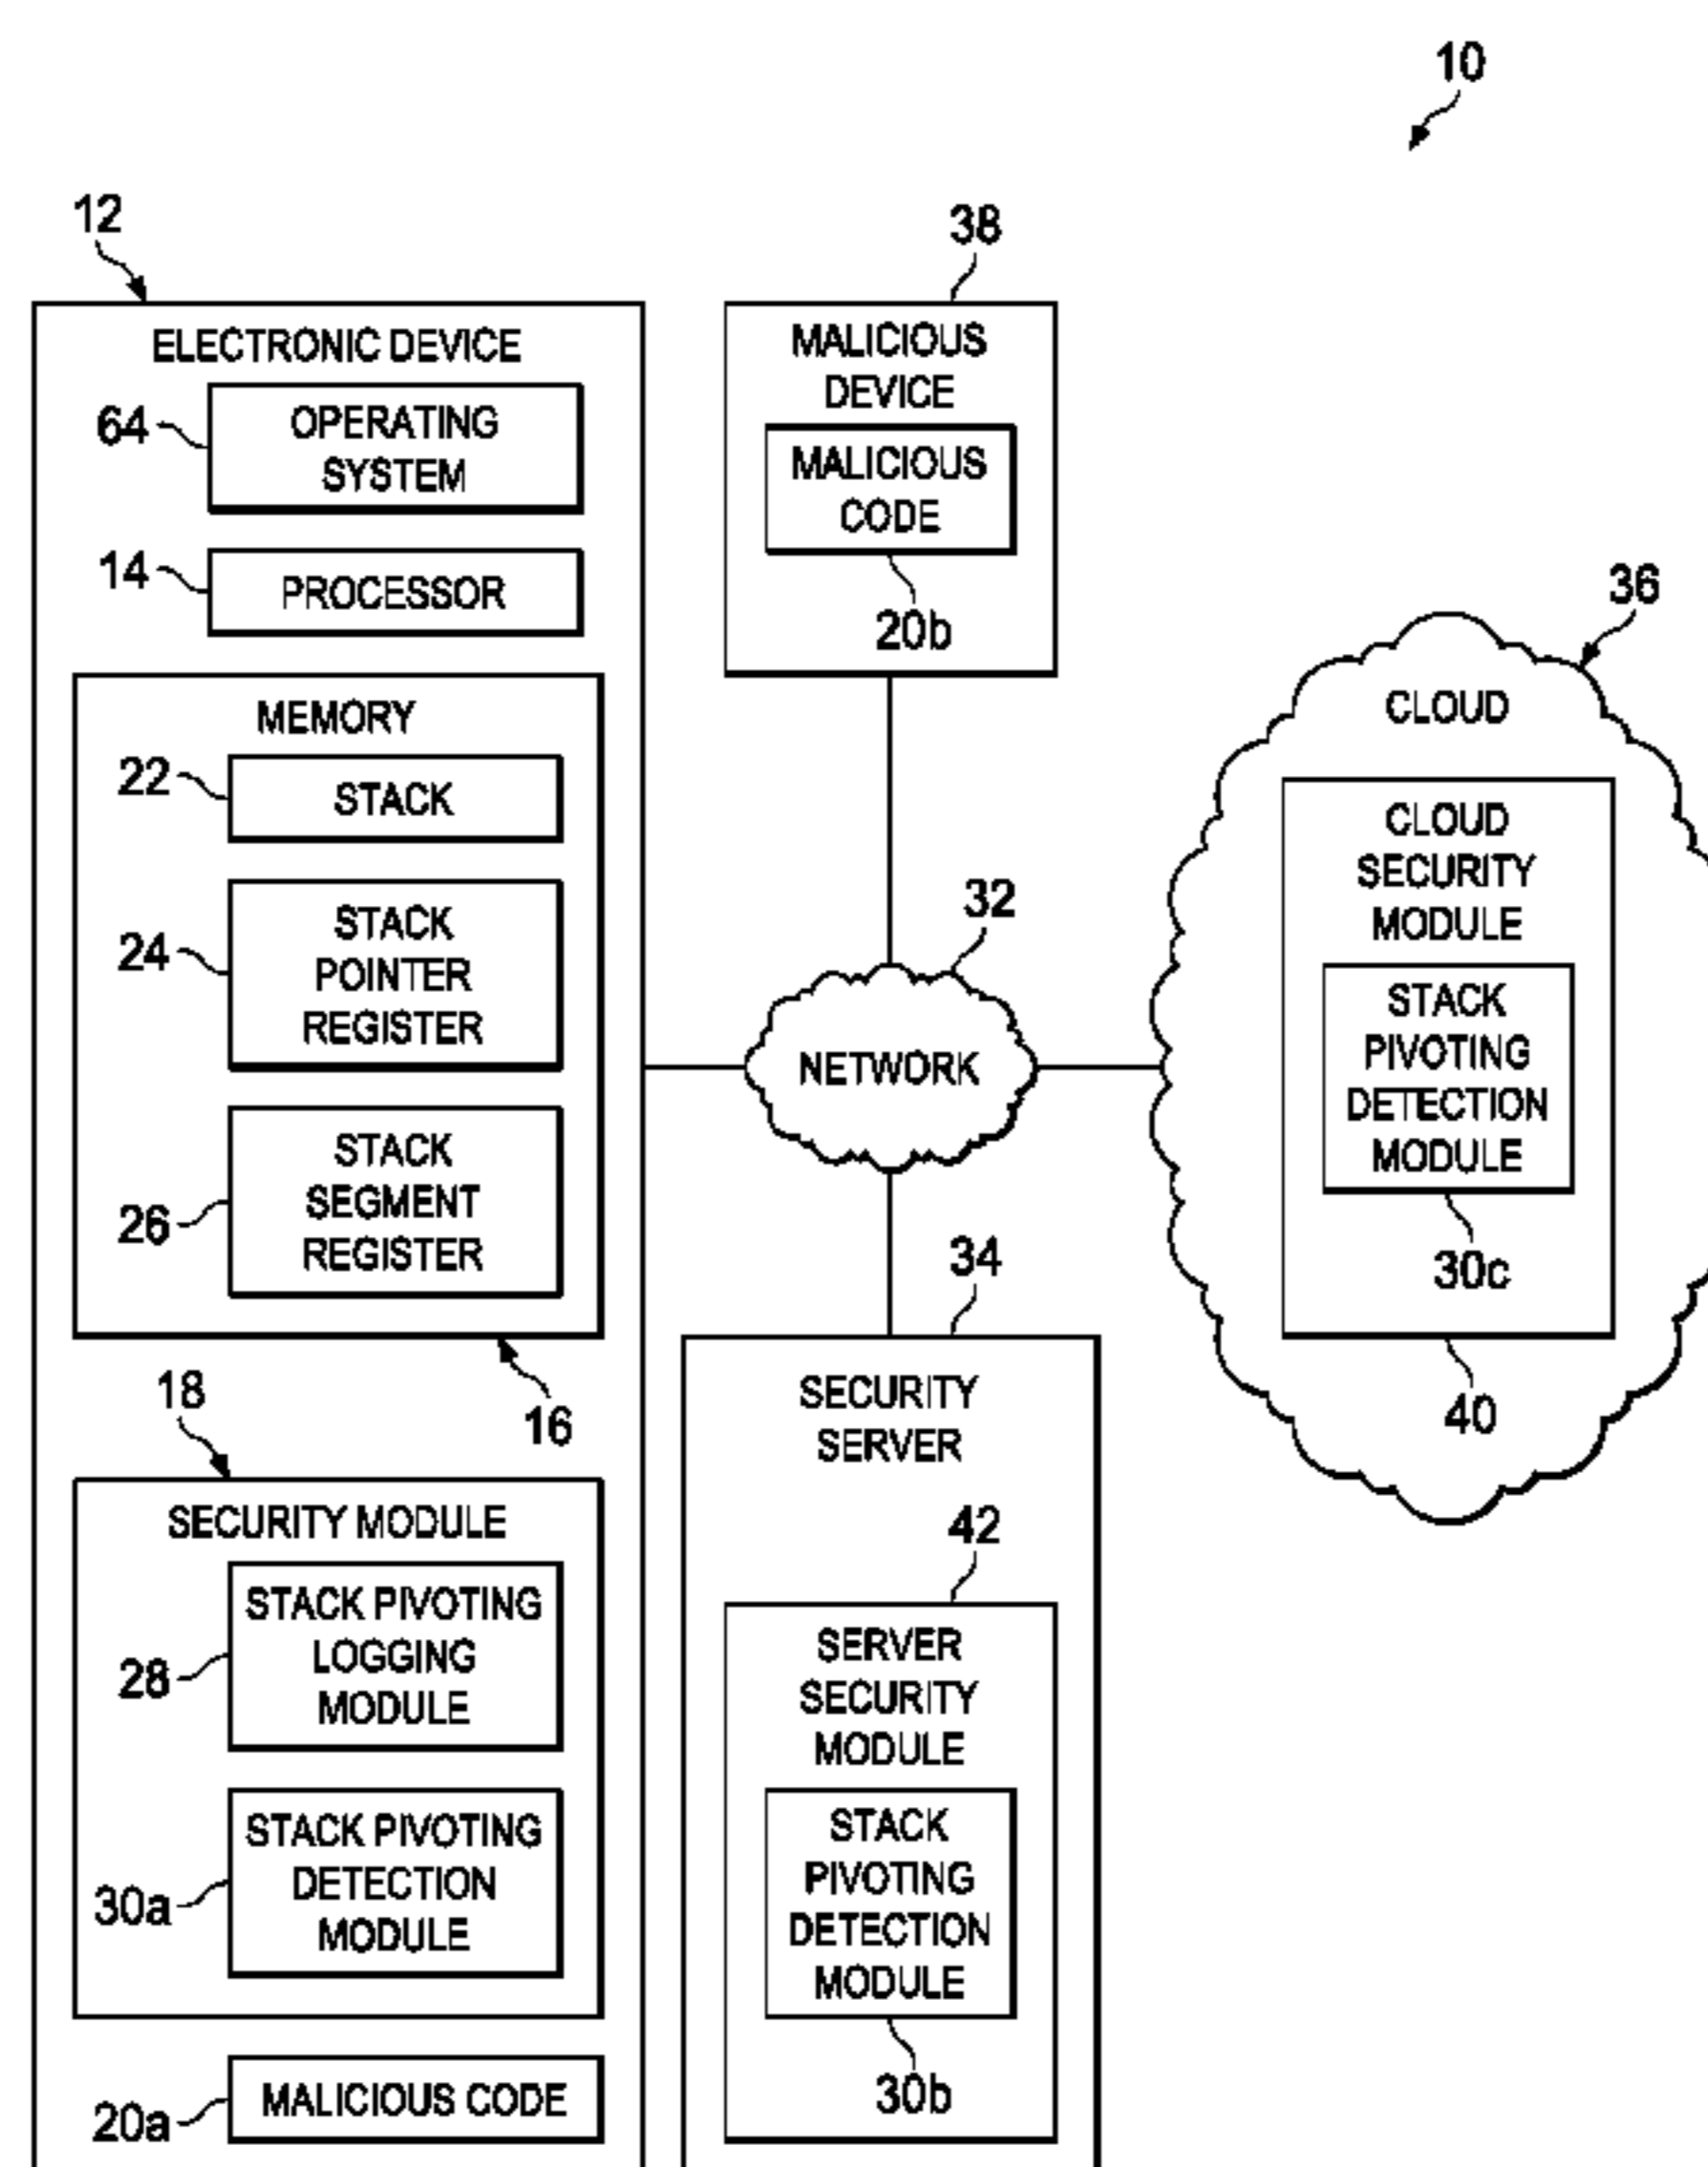 10
12
ELECTRONIC DEVICE
64
OPERATING
SYSTEM
14
PROCESSOR
MEMORY
22
STACK
24
STACK
POINTER
REGISTER
26
STACK
SEGMENT
REGISTER
16
18
SECURITY MODULE
28
STACK PIVOTING
LOGGING
MODULE
30a
STACK PIVOTING
DETECTION
MODULE
20a
MALICIOUS CODE
38
MALICIOUS
DEVICE
MALICIOUS
CODE
20b
32
NETWORK
34
SECURITY
SERVER
42
SERVER
SECURITY
MODULE
STACK
PIVOTING
DETECTION
MODULE
30b
36
CLOUD
CLOUD
SECURITY
MODULE
STACK
PIVOTING
DETECTION
MODULE
30c
40